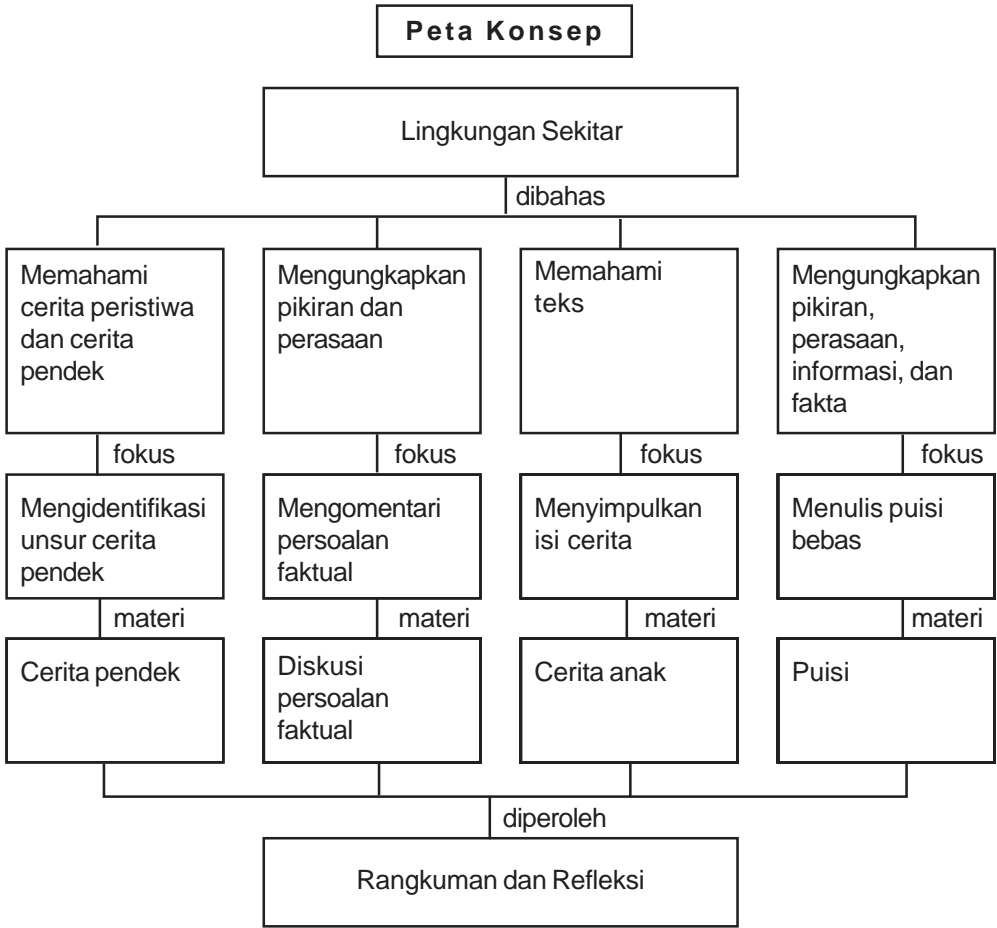 Peta Konsep
Lingkungan Sekitar
dibahas
Memahami
cerita peristiwa
dan cerita
pendek
Mengungkapkan
pikiran dan
perasaan
Memahami
teks
Mengungkapkan
pikiran,
perasaan,
informasi, dan
fakta
fokus
fokus
fokus
fokus
Mengidentifikasi
unsur cerita
pendek
Mengomentari
persoalan
faktual
Menyimpulkan
isi cerita
Menulis puisi
bebas
materi
materi
materi
materi
Cerita pendek
Diskusi
persoalan
faktual
Cerita anak
Puisi
diperoleh
Rangkuman dan Refleksi